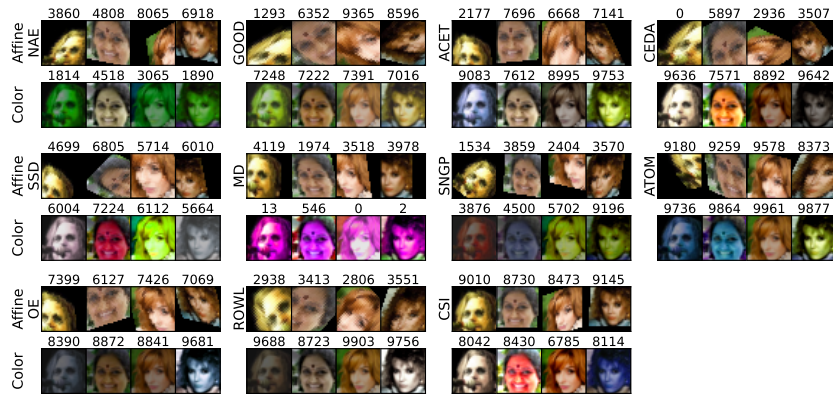 3860 4808 8065 6918
Affine NAE
1814 4518 3065 1890
Color
1293 6352 9365 8596
GOOD
7248 7222 7391 7016
2177 7696 6668 7141
ACET
9083 7612 8995 9753
0 5897 2936 3507
CEDA
9636 7571 8892 9642
4699 6805 5714 6010
Affine SSD
6004 7224 6112 5664
Color
4119 1974 3518 3978
MD
13 546 0 2
1534 3859 2404 3570
SNGP
3876 4500 5702 9196
9180 9259 9578 8373
ATOM
9736 9864 9961 9877
7399 6127 7426 7069
Affine OE
8390 8872 8841 9681
Color
2938 3413 2806 3551
ROWL
9688 8723 9903 9756
9010 8730 8473 9145
CSI
8042 8430 6785 8114